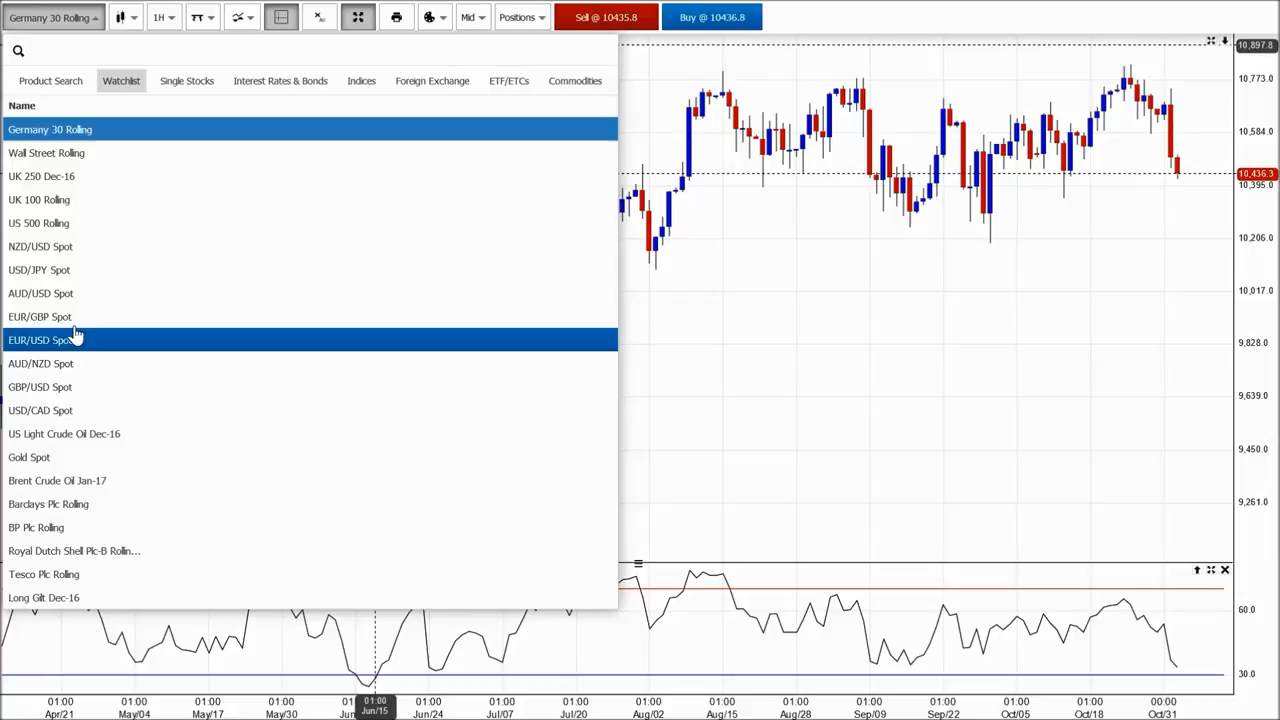 Germany 30 Rolling
1H
Mid
Positions
Sell @ 10435.8
Buy @ 10436.8
Product Search
Watchlist
Single Stocks
Interest Rates & Bonds
Indices
Foreign Exchange
ETF/ETCs
Commodities
Name
Germany 30 Rolling
Wall Street Rolling
UK 250 Dec-16
UK 100 Rolling
US 500 Rolling
NZD/USD Spot
USD/JPY Spot
AUD/USD Spot
EUR/GBP Spot
EUR/USD Spot
AUD/NZD Spot
GBP/USD Spot
USD/CAD Spot
US Light Crude Oil Dec-16
Gold Spot
Brent Crude Oil Jan-17
Barclays Plc Rolling
BP Plc Rolling
Royal Dutch Shell Plc-B Rollin...
Tesco Plc Rolling
Long Gilt Dec-16
10,897.8
10,773.0
10,584.0
10,436.3
10,395.0
10,206.0
10,017.0
9,828.0
9,639.0
9,450.0
9,261.0
60.0
30.0
01:00 01:00 01:00 01:00 01:00 01:00 01:00 01:00 01:00 01:00 01:00 01:00 01:00 01:00 00:00
Apr/21 May/04 May/17 May/30 Jun/15 Jun/24 Jul/07 Jul/20 Aug/02 Aug/15 Aug/28 Sep/09 Sep/22 Oct/05 Oct/18 Oct/31